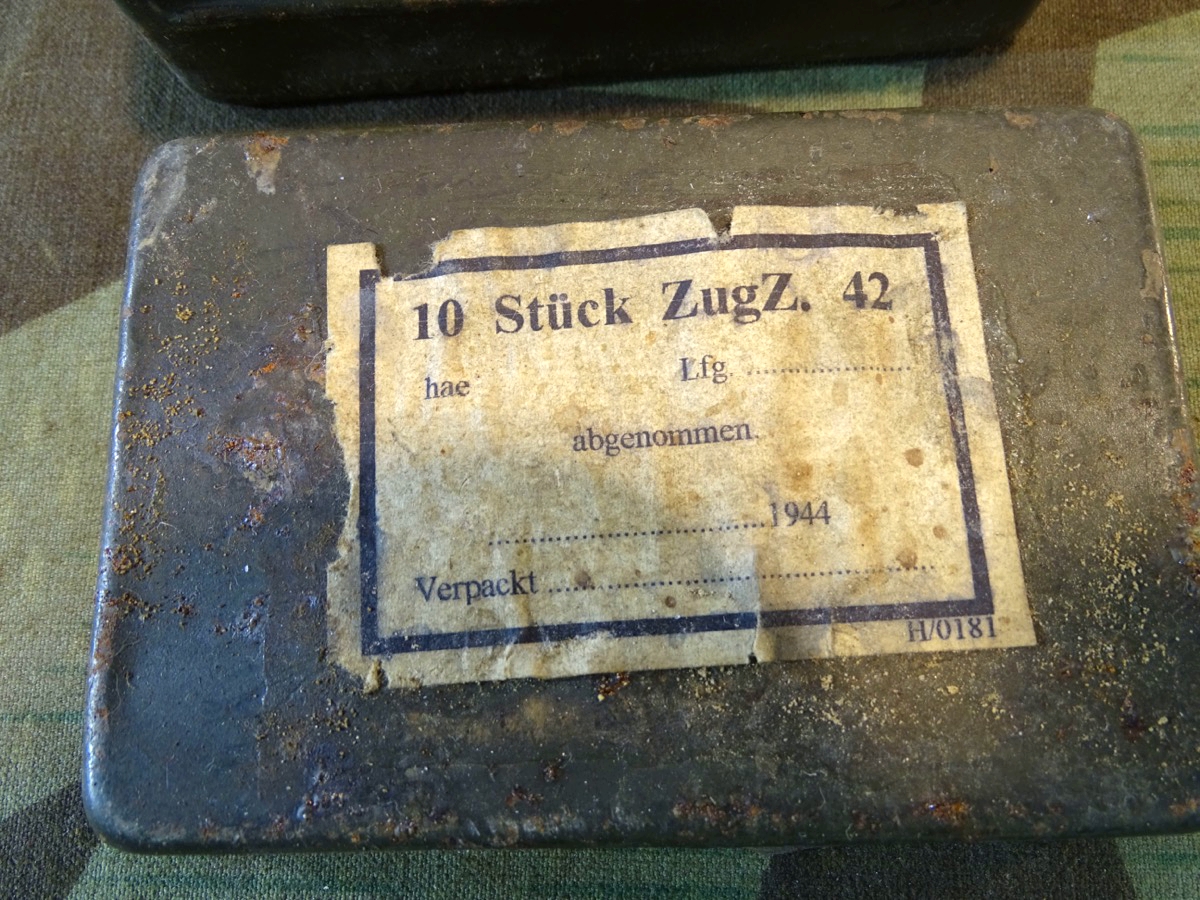 10 Stück ZugZ. 42
hae Lfg. ....................
abgenommen.
..................................1944
Verpackt ..............................................
H/0181